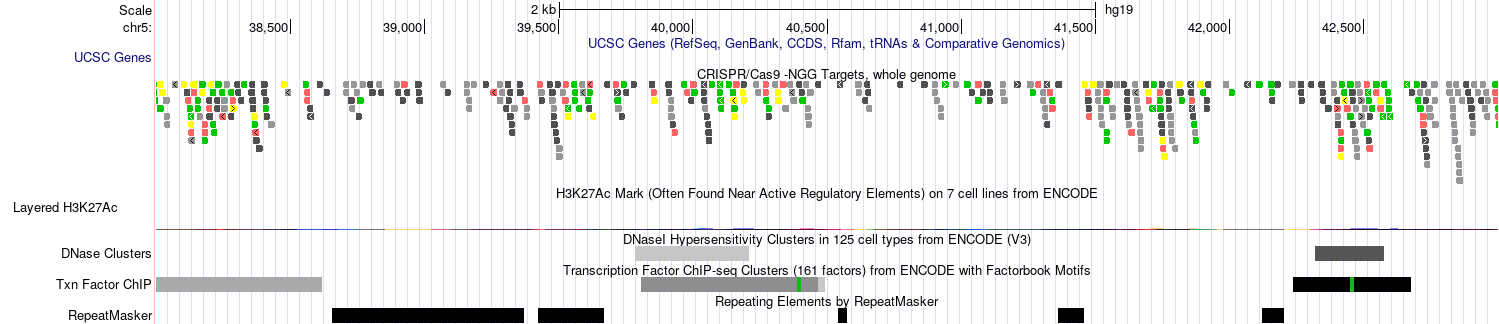 Scale 2 kb hg19
chr5: 38,500 39,000 39,500 40,000 40,500 41,000 41,500 42,000 42,500
UCSC Genes (RefSeq, GenBank, CCDS, Rfam, tRNAs & Comparative Genomics)
UCSC Genes
CRISPR/Cas9 -NGG Targets, whole genome
H3K27Ac Mark (Often Found Near Active Regulatory Elements) on 7 cell lines from ENCODE
Layered H3K27Ac
DNaseI Hypersensitivity Clusters in 125 cell types from ENCODE (V3)
DNase Clusters
Transcription Factor ChIP-seq Clusters (161 factors) from ENCODE with Factorbook Motifs
Txn Factor ChIP
Repeating Elements by RepeatMasker
RepeatMasker